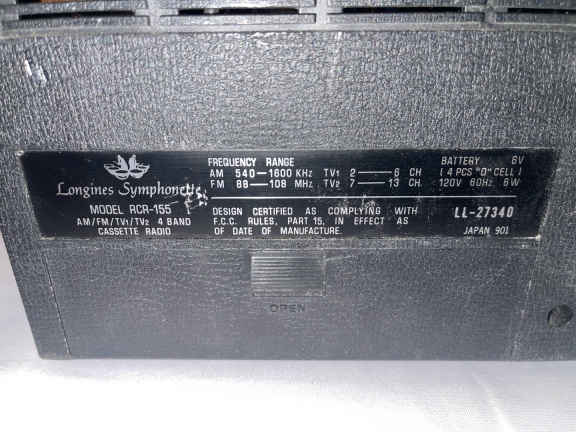 Longines Symphonette
MODEL RCR-155
AM/FM/TV1/TV2 4 BAND
CASSETTE RADIO
FREQUENCY RANGE
AM 540—1600 KHz TV1 2 — 6 CH
FM 88—108 MHz TV2 7 — 13 CH.
BATTERY 6V
( 4 PCS "D" CELL )
120V 60Hz 6W
DESIGN CERTIFIED AS COMPLYING WITH
F.C.C. RULES, PART 15, IN EFFECT AS
OF DATE OF MANUFACTURE.
LL-27340
JAPAN 901
OPEN